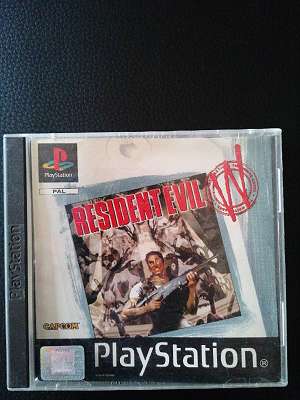 PlayStation
PAL
RESIDENT EVIL
W
CAPCOM
PlayStation
PlayStation